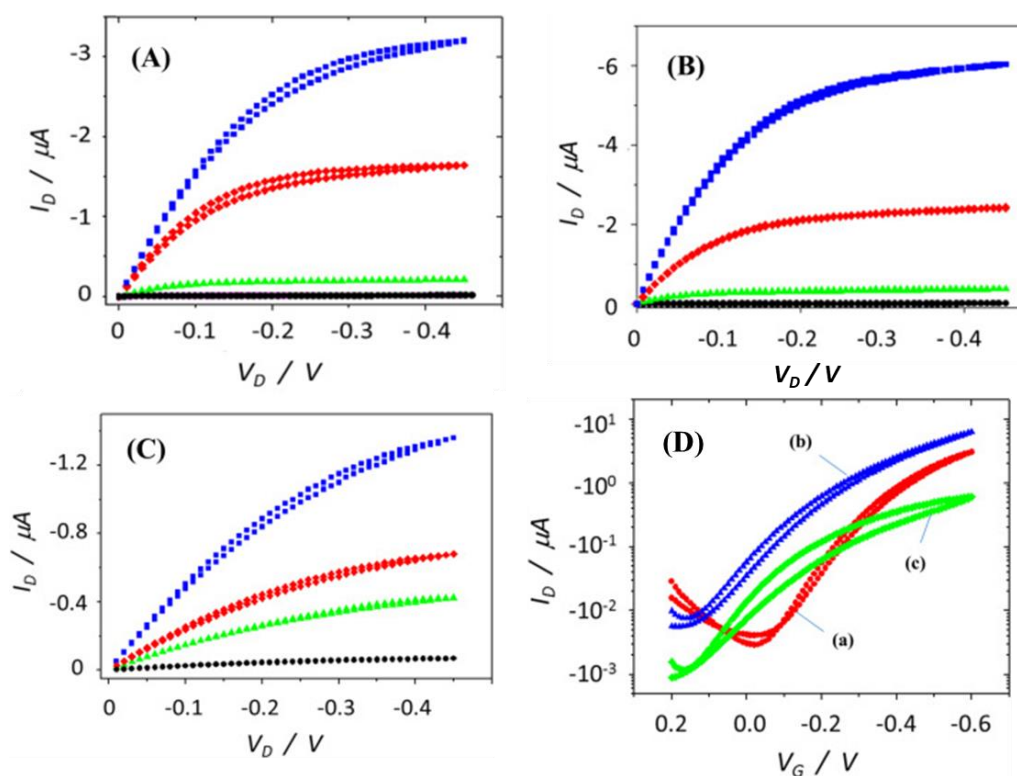 (A)
-3
-2
-1
0
I_D / μA
0 -0.1 -0.2 -0.3 -0.4
V_D / V
(B)
-6
-4
-2
0
I_D / μA
0 -0.1 -0.2 -0.3 - 0.4
V_D / V
(C)
-1.2
-0.8
-0.4
0
I_D / μA
0 -0.1 -0.2 -0.3 -0.4
V_D / V
(D)
-10^1
-10^0
-10^-1
-10^-2
-10^-3
I_D / μA
(b)
(c)
(a)
0.2 0.0 -0.2 -0.4 -0.6
V_G / V